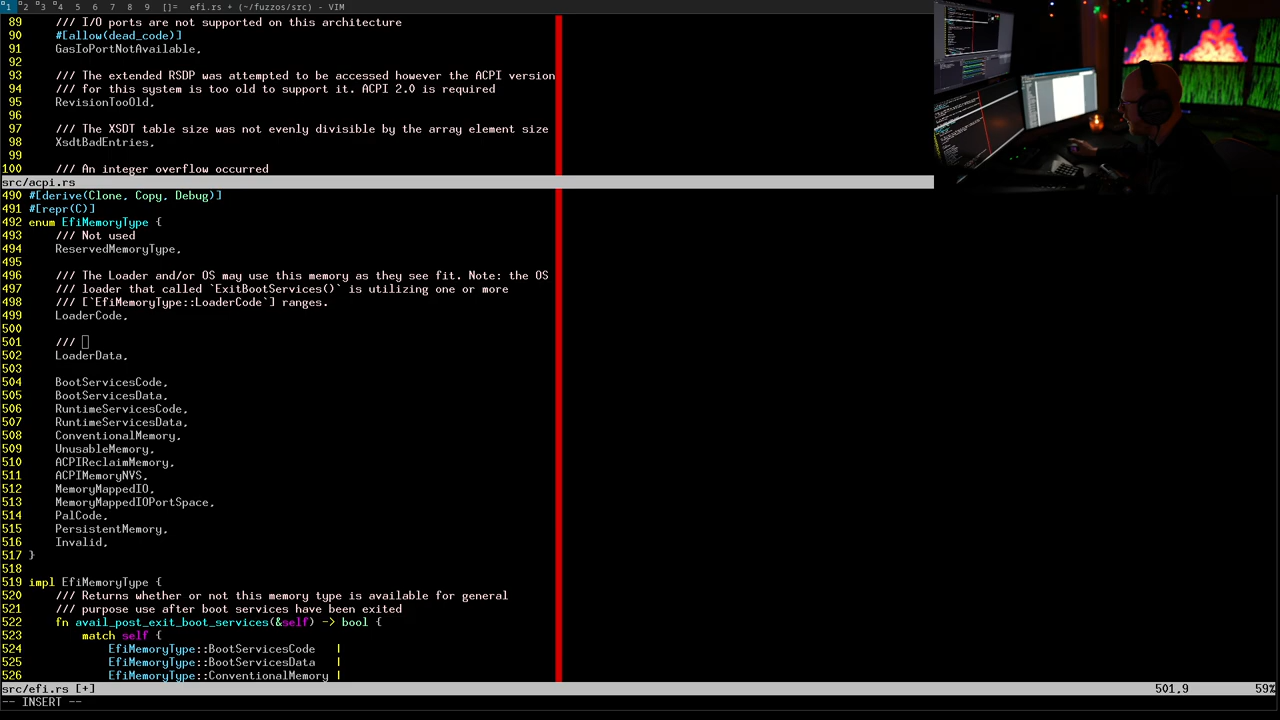 1 2 3 4 5 6 7 8 9 []= efi.rs + (~/fuzzos/src) - VIM
89 /// I/O ports are not supported on this architecture
90 #[allow(dead_code)]
91 GasIoPortNotAvailable,
92
93 /// The extended RSDP was attempted to be accessed however the ACPI version
94 /// for this system is too old to support it. ACPI 2.0 is required
95 RevisionTooOld,
96
97 /// The XSDT table size was not evenly divisible by the array element size
98 XsdtBadEntries,
99
100 /// An integer overflow occurred
src/acpi.rs
490 #[derive(Clone, Copy, Debug)]
491 #[repr(C)]
492 enum EfiMemoryType {
493 /// Not used
494 ReservedMemoryType,
495
496 /// The Loader and/or OS may use this memory as they see fit. Note: the OS
497 /// loader that called `ExitBootServices()` is utilizing one or more
498 /// [`EfiMemoryType::LoaderCode`] ranges.
499 LoaderCode,
500
501 ///
502 LoaderData,
503
504 BootServicesCode,
505 BootServicesData,
506 RuntimeServicesCode,
507 RuntimeServicesData,
508 ConventionalMemory,
509 UnusableMemory,
510 ACPIReclaimMemory,
511 ACPIMemoryNVS,
512 MemoryMappedIO,
513 MemoryMappedIOPortSpace,
514 PalCode,
515 PersistentMemory,
516 Invalid,
517 }
518
519 impl EfiMemoryType {
520 /// Returns whether or not this memory type is available for general
521 /// purpose use after boot services have been exited
522 fn avail_post_exit_boot_services(&self) -> bool {
523 match self {
524 EfiMemoryType::BootServicesCode |
525 EfiMemoryType::BootServicesData |
526 EfiMemoryType::ConventionalMemory |
src/efi.rs [+] 501,9 59%
-- INSERT --